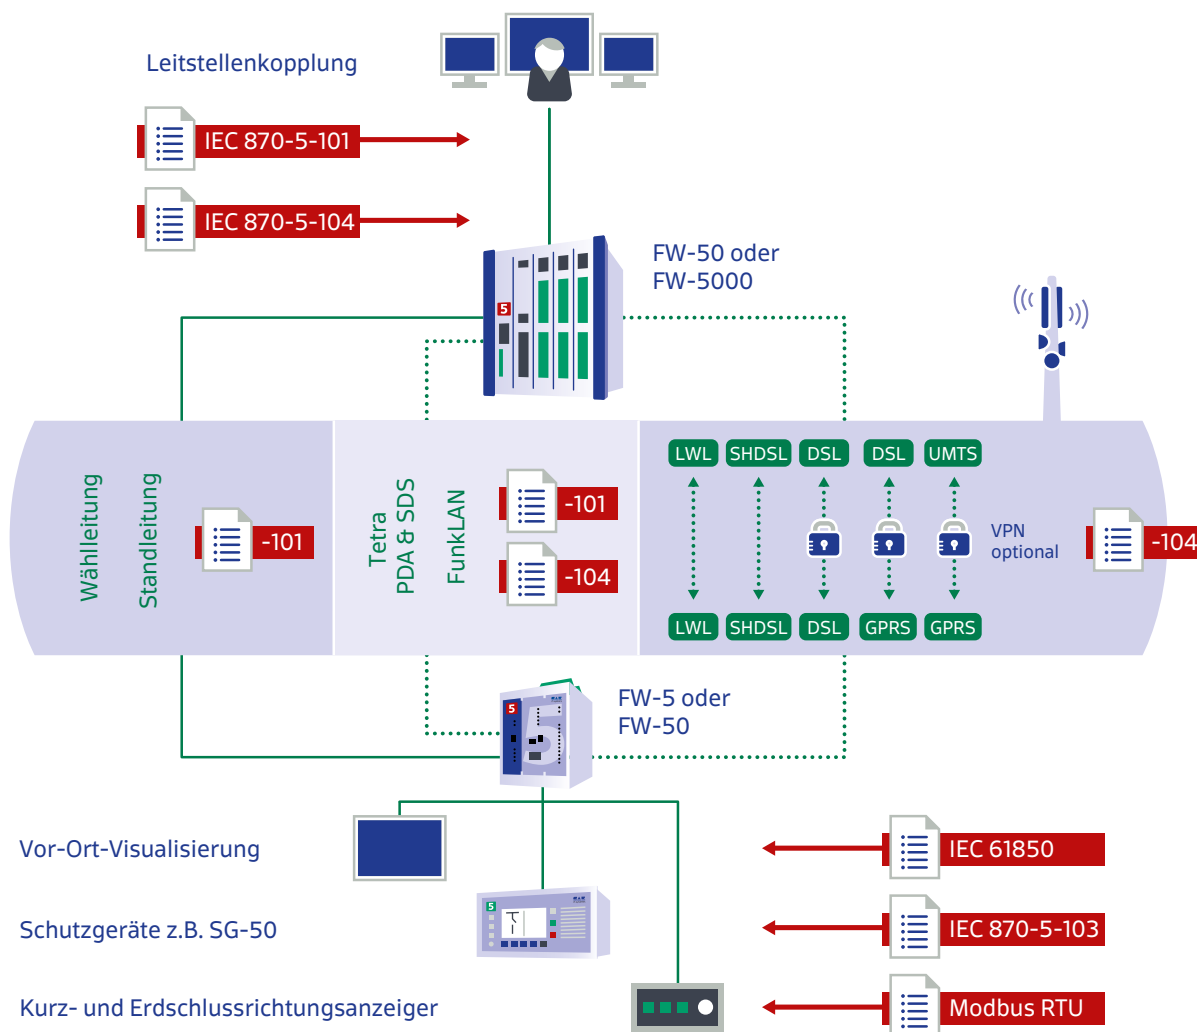 Leitstellenkopplung
IEC 870-5-101
IEC 870-5-104
FW-50 oder
FW-5000
5
Wählleitung
Standleitung
-101
Tetra
PDA & SDS
FunkLAN
-101
-104
LWL SHDSL DSL DSL UMTS
VPN
optional
-104
LWL SHDSL DSL GPRS GPRS
5
FW-5 oder
FW-50
Vor-Ort-Visualisierung
IEC 61850
5
Schutzgeräte z.B. SG-50
IEC 870-5-103
Kurz- und Erdschlussrichtungsanzeiger
Modbus RTU